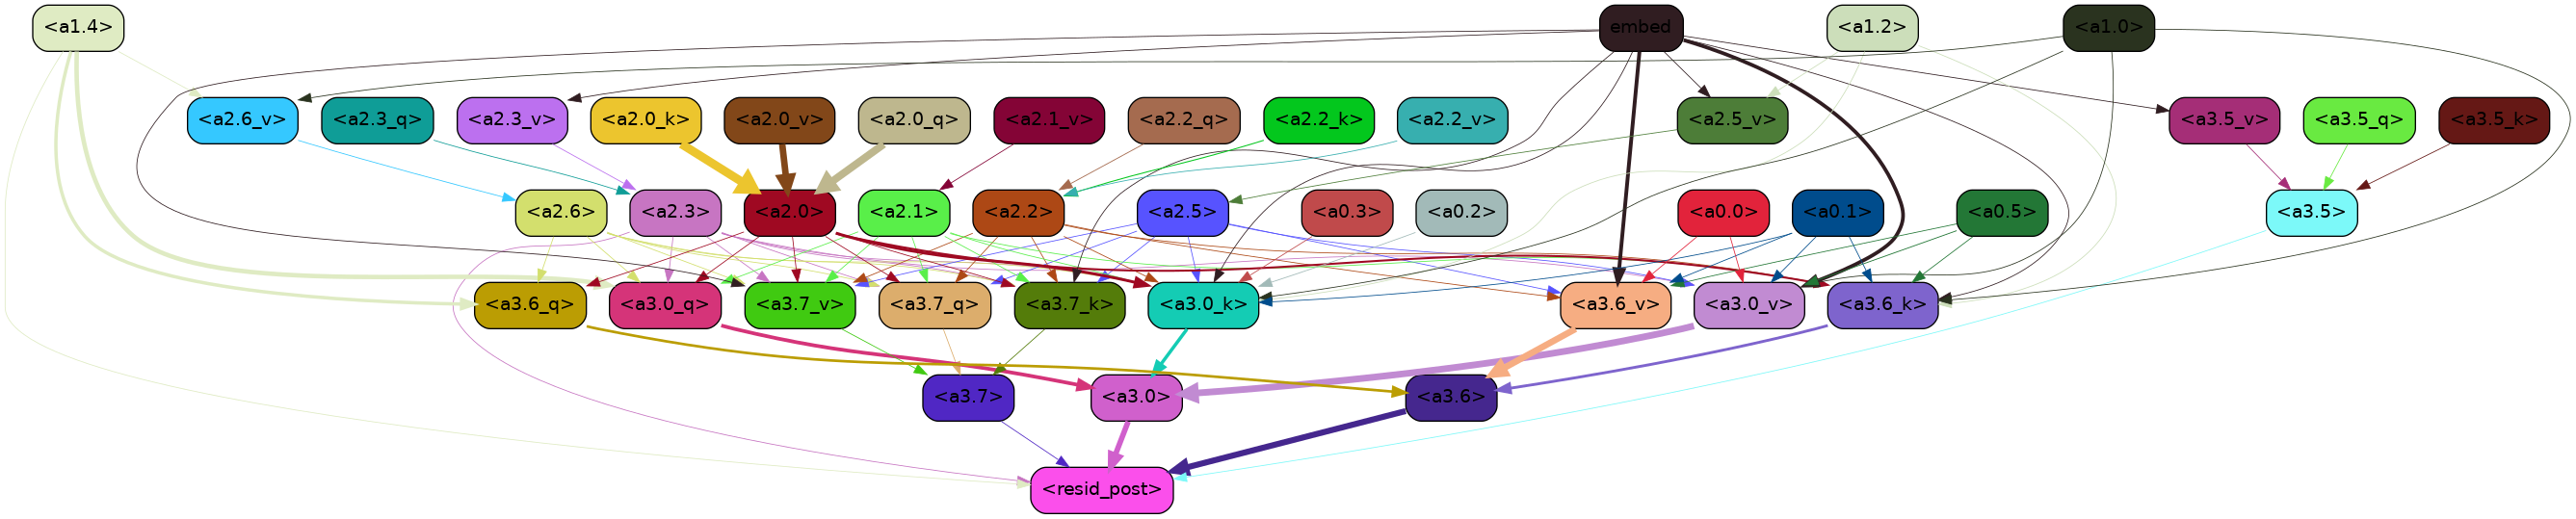 <a1.4> embed <a1.2> <a1.0>
<a2.6_v> <a2.3_q> <a2.3_v> <a2.0_k> <a2.0_v> <a2.0_q> <a2.1_v> <a2.2_q> <a2.2_k> <a2.2_v> <a2.5_v> <a3.5_v> <a3.5_q> <a3.5_k>
<a2.6> <a2.3> <a2.0> <a2.1> <a2.2> <a2.5> <a0.3> <a0.2> <a0.0> <a0.1> <a0.5> <a3.5>
<a3.6_q> <a3.0_q> <a3.7_v> <a3.7_q> <a3.7_k> <a3.0_k> <a3.6_v> <a3.0_v> <a3.6_k>
<a3.7> <a3.0> <a3.6>
<resid_post>